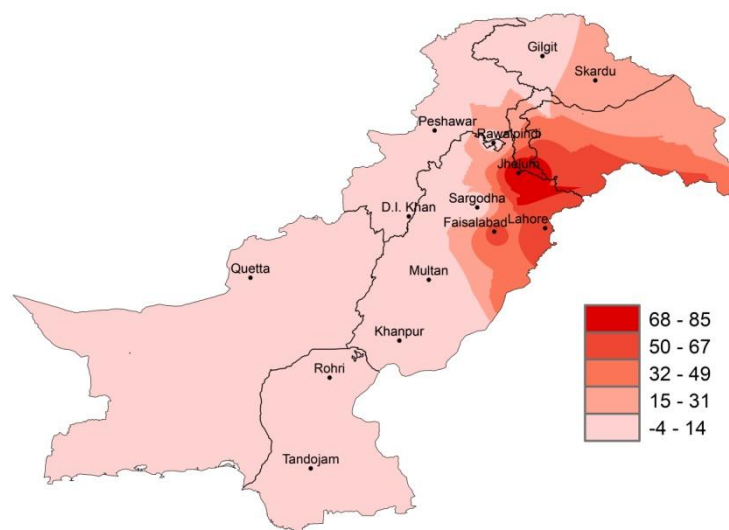 Gilgit
Skardu
Peshawar
Rawalpindi
Jhelum
Sargodha
D.I. Khan
Faisalabad
Lahore
Quetta
Multan
Khanpur
Rohri
Tandojam
68 - 85
50 - 67
32 - 49
15 - 31
-4 - 14